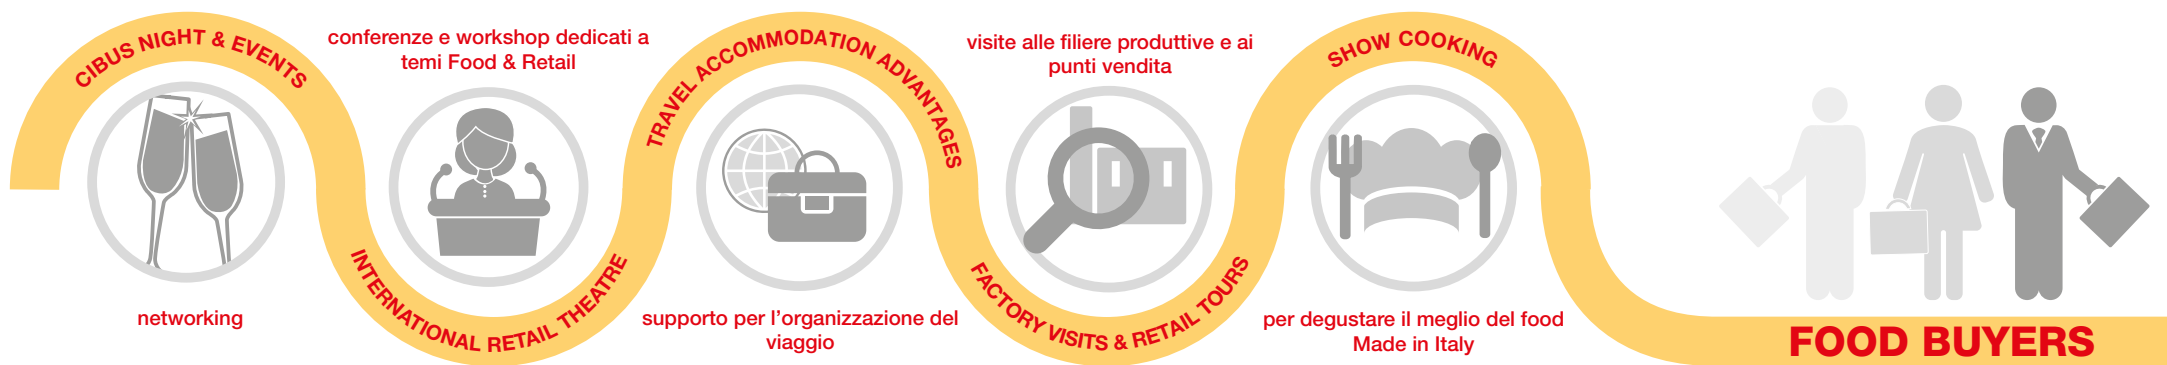 CIBUS NIGHT & EVENTS
networking
conferenze e workshop dedicati a
temi Food & Retail
INTERNATIONAL RETAIL THEATRE
TRAVEL ACCOMMODATION ADVANTAGES
supporto per l'organizzazione del
viaggio
visite alle filiere produttive e ai
punti vendita
FACTORY VISITS & RETAIL TOURS
SHOW COOKING
per degustare il meglio del food
Made in Italy
FOOD BUYERS